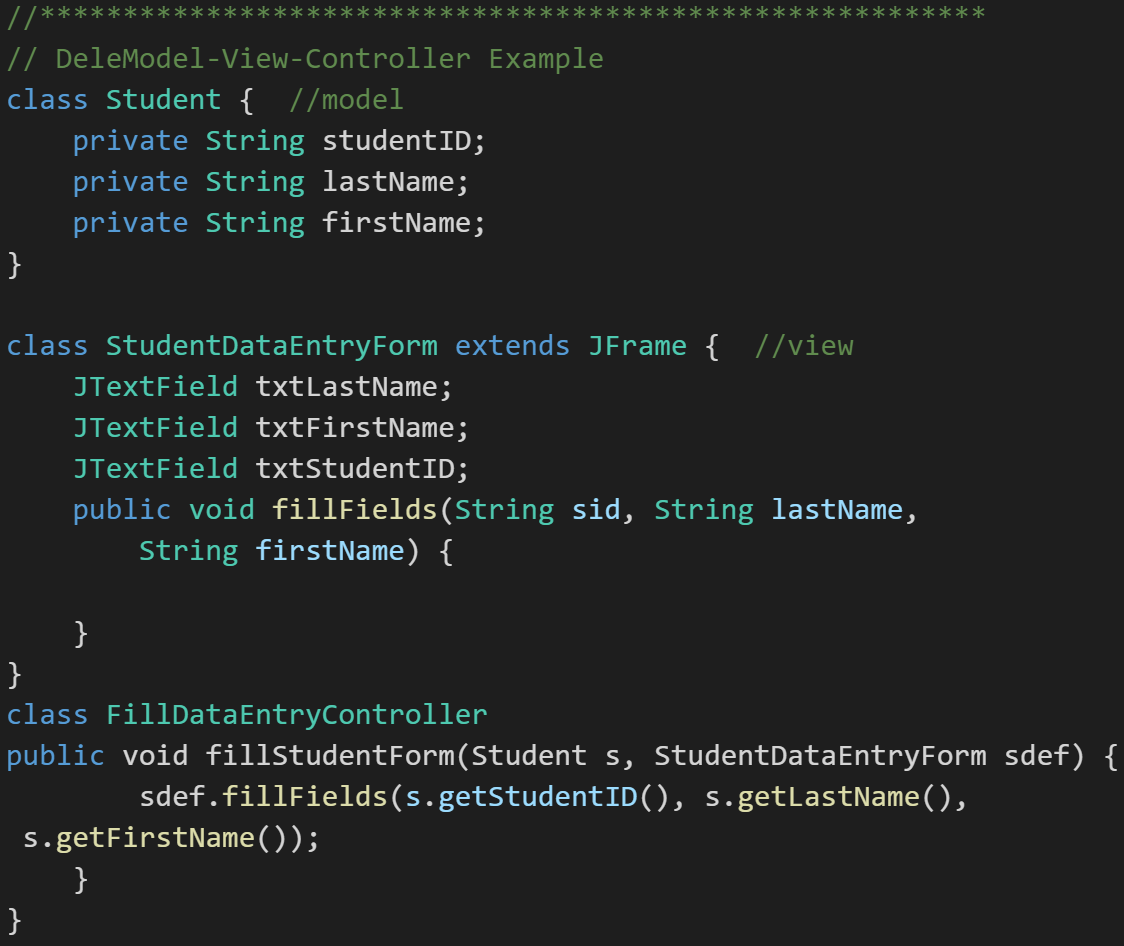 //*********************************************************
// DeleModel-View-Controller Example
class Student {  //model
    private String studentID;
    private String lastName;
    private String firstName;
}

class StudentDataEntryForm extends JFrame {  //view
    JTextField txtLastName;
    JTextField txtFirstName;
    JTextField txtStudentID;
    public void fillFields(String sid, String lastName,
        String firstName) {

    }
}
class FillDataEntryController
public void fillStudentForm(Student s, StudentDataEntryForm sdef) {
        sdef.fillFields(s.getStudentID(), s.getLastName(),
 s.getFirstName());
    }
}